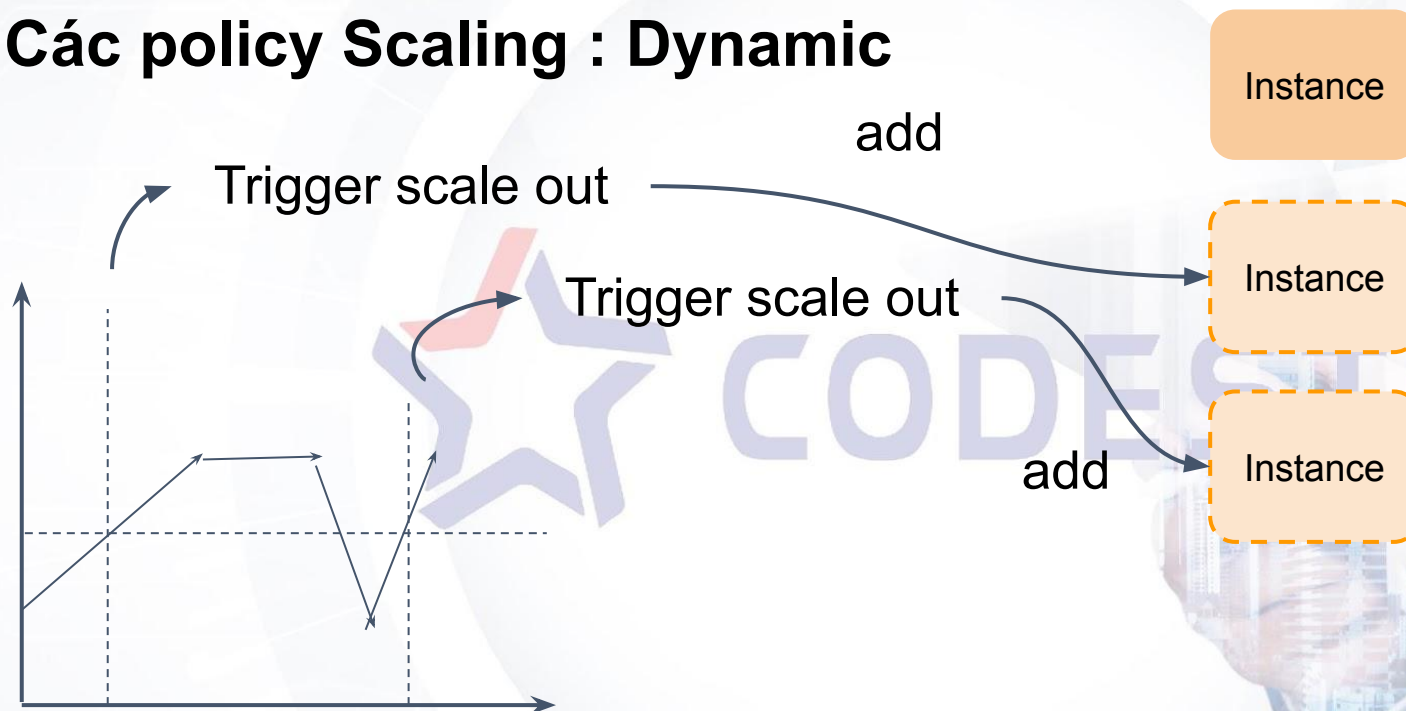 Các policy Scaling : Dynamic
Instance
add
Trigger scale out
Instance
Trigger scale out
add
Instance